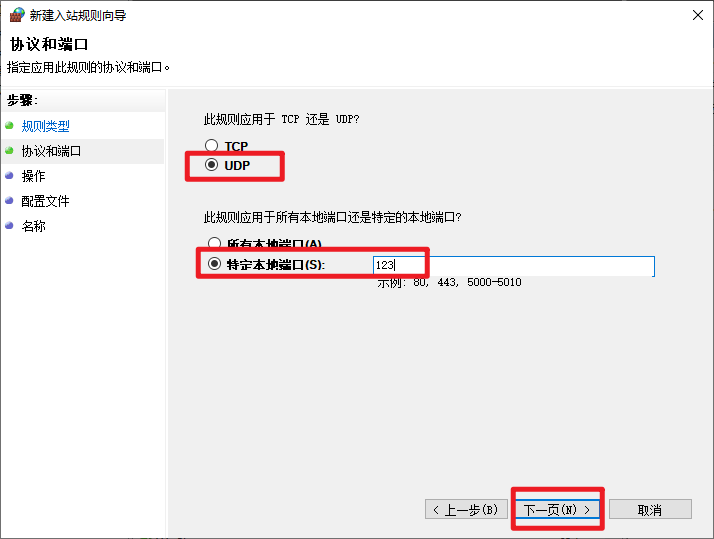 新建入站规则向导
协议和端口
指定应用此规则的协议和端口。
步骤:
规则类型
协议和端口
操作
配置文件
名称
此规则应用于 TCP 还是 UDP?
TCP
UDP
此规则应用于所有本地端口还是特定的本地端口?
所有本地端口(A)
特定本地端口(S):
123
示例: 80, 443, 5000-5010
< 上一步(B)
下一页(N) >
取消